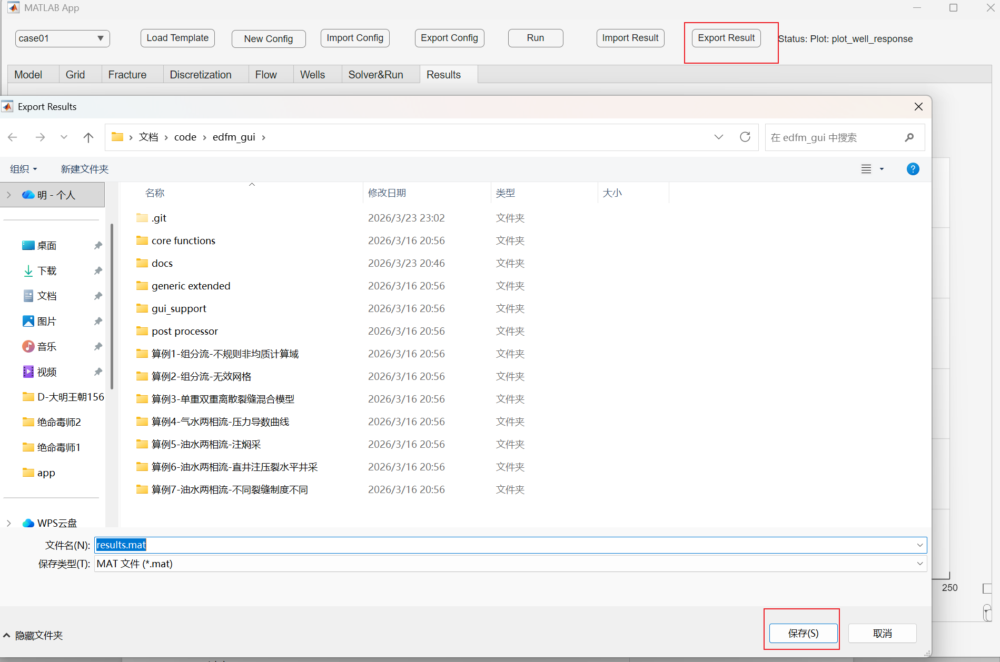 MATLAB App
case01 Load Template New Config Import Config Export Config Run Import Result Export Result Status: Plot: plot_well_response
Model Grid Fracture Discretization Flow Wells Solver&Run Results
Export Results
文档 code edfm_gui 在 edfm_gui 中搜索
组织 新建文件夹
名称 修改日期 类型 大小
明 - 个人
桌面
下载
文档
图片
音乐
视频
D-大明王朝156
绝命毒师2
绝命毒师1
app
WPS云盘
.git 2026/3/23 23:02 文件夹
core functions 2026/3/16 20:56 文件夹
docs 2026/3/23 20:46 文件夹
generic extended 2026/3/16 20:56 文件夹
gui_support 2026/3/16 20:56 文件夹
post processor 2026/3/16 20:56 文件夹
算例1-组分流-不规则非均质计算域 2026/3/16 20:56 文件夹
算例2-组分流-无效网格 2026/3/16 20:56 文件夹
算例3-单重双重离散裂缝混合模型 2026/3/16 20:56 文件夹
算例4-气水两相流-压力导数曲线 2026/3/16 20:56 文件夹
算例5-油水两相流-注焖采 2026/3/16 20:56 文件夹
算例6-油水两相流-直井注压裂水平井采 2026/3/16 20:56 文件夹
算例7-油水两相流-不同裂缝制度不同 2026/3/16 20:56 文件夹
文件名(N): results.mat
保存类型(T): MAT 文件 (*.mat)
250
隐藏文件夹 保存(S) 取消